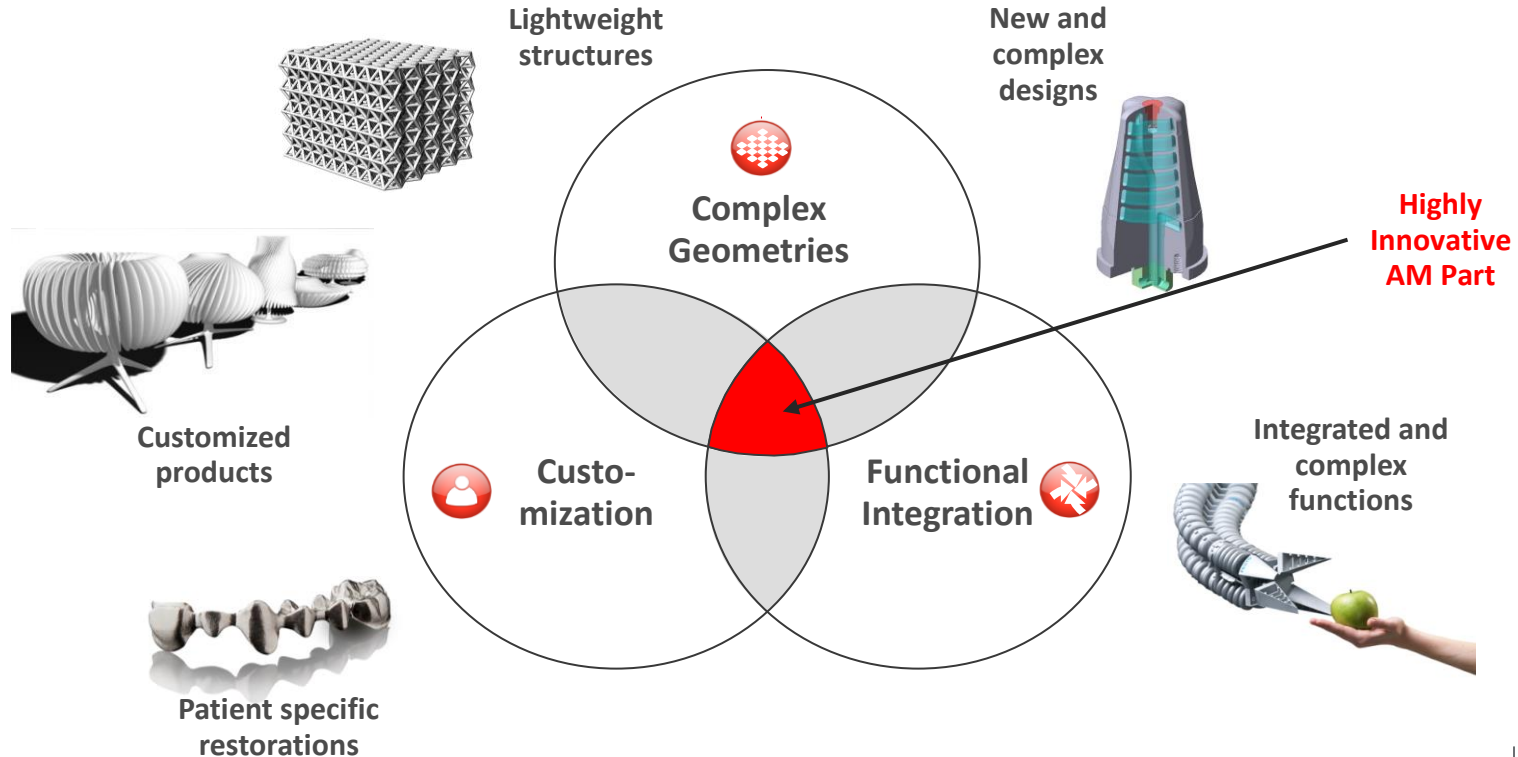 Lightweight
structures
New and
complex
designs
Complex
Geometries
Highly
Innovative
AM Part
Customized
products
Custo-
mization
Functional
Integration
Integrated and
complex
functions
Patient specific
restorations